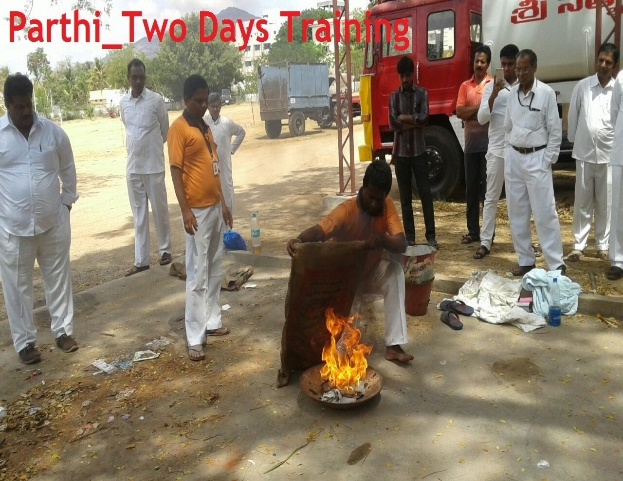 Parthi_Two Days Training
శ్రీ